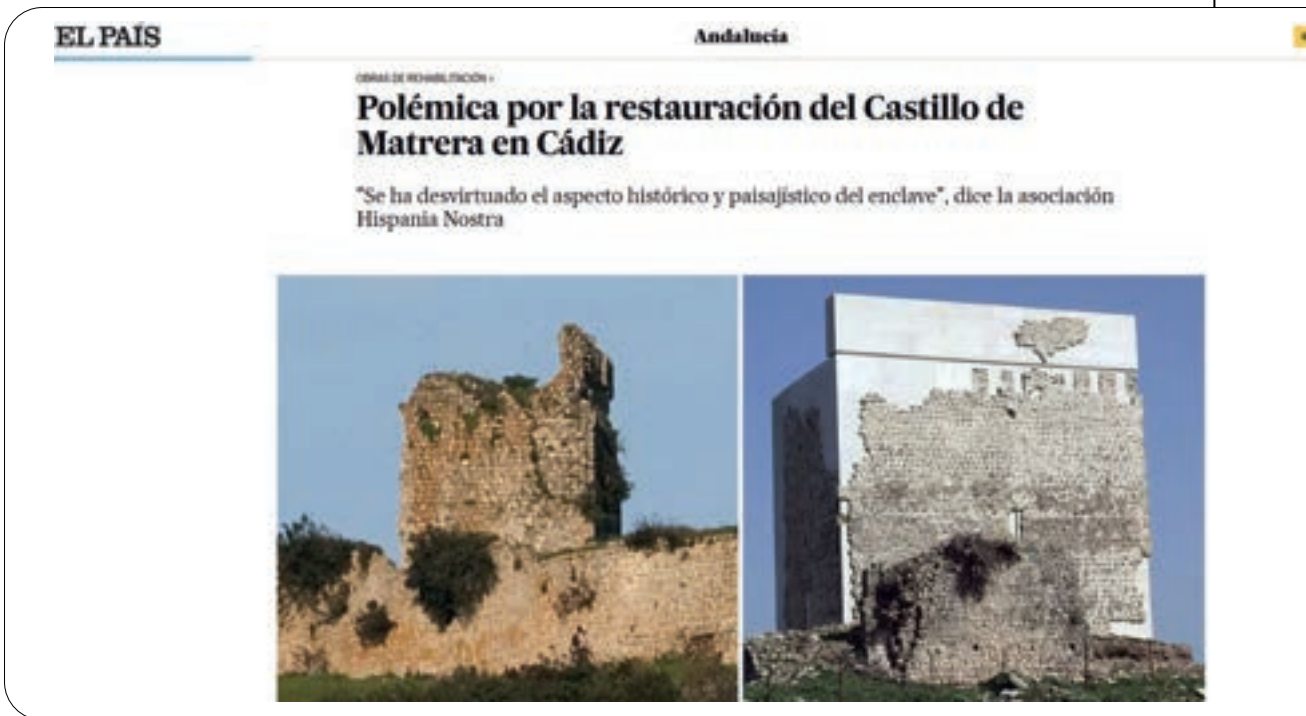 EL PAÍS
Andalucía
OBRAS DE REHABILITACIÓN ›
Polémica por la restauración del Castillo de
Matrera en Cádiz
"Se ha desvirtuado el aspecto histórico y paisajístico del enclave", dice la asociación
Hispania Nostra